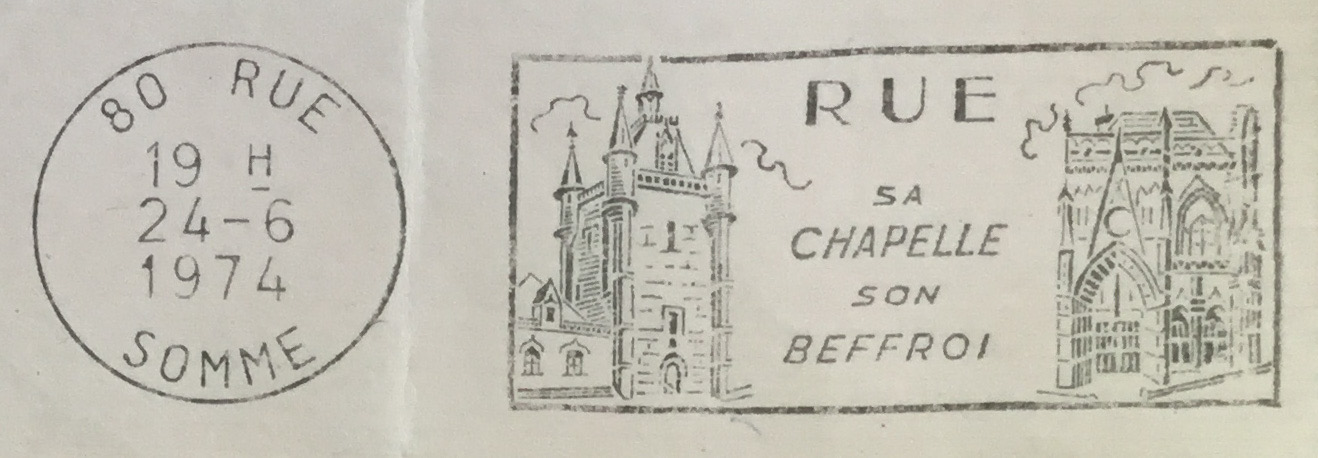 80 RUE
19 H
24-6
1974
SOMME
RUE
SA
CHAPELLE
SON
BEFFROI